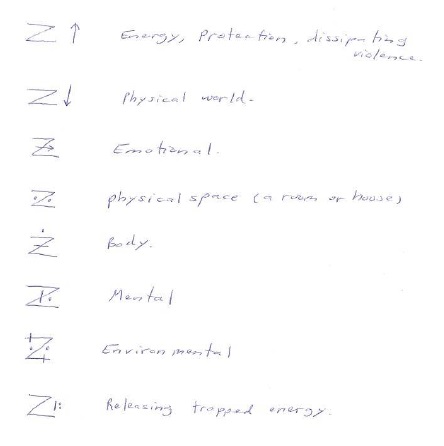 Z ↑ Energy, Protection, dissipating
violence.
Z ↓ Physical world.
Z Emotional.
Z physical space (a room or house)
Ż Body.
Z Mental
Z Environmental
Z Releasing trapped energy.